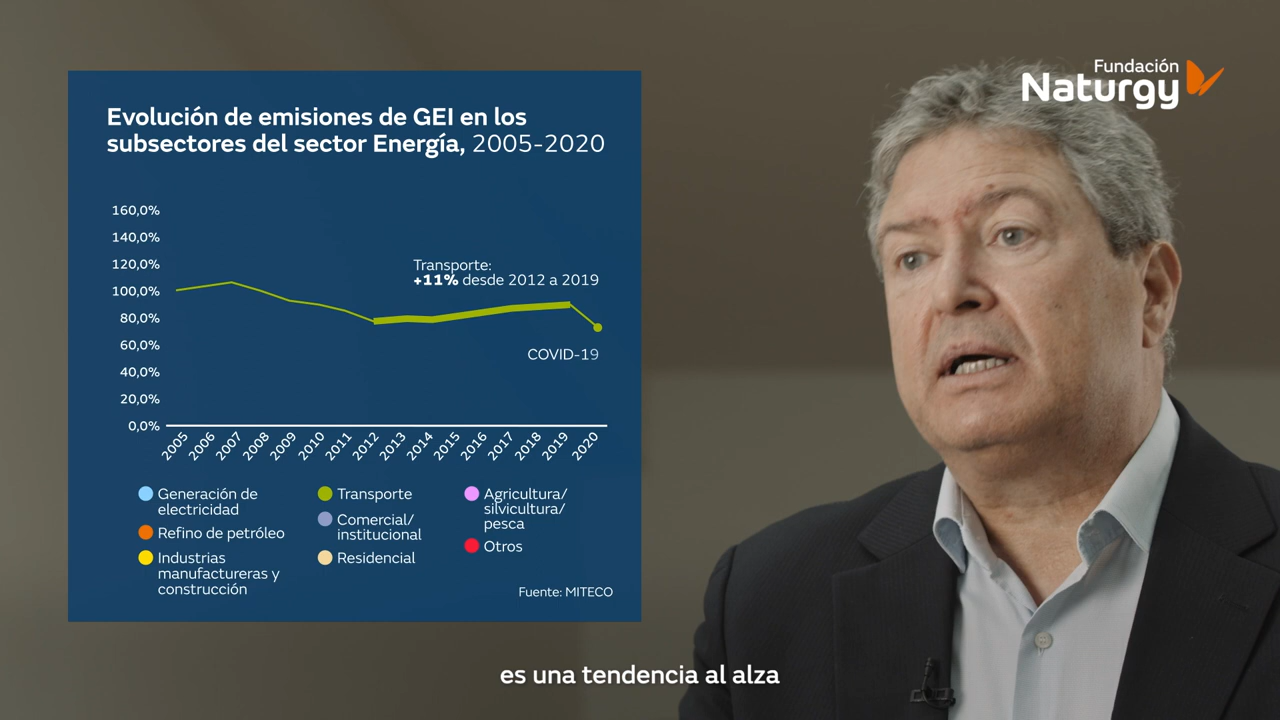 Fundación
Naturgy
Evolución de emisiones de GEI en los
subsectores del sector Energía, 2005-2020
160,0%
140,0%
120,0%
100,0%
80,0%
60,0%
40,0%
20,0%
0,0%
Transporte:
+11% desde 2012 a 2019
COVID-19
2005
2006
2007
2008
2009
2010
2011
2012
2013
2014
2015
2016
2017
2018
2019
2020
Generación de
electricidad
Refino de petróleo
Industrias
manufactureras y
construcción
Transporte
Comercial/
institucional
Residencial
Agricultura/
silvicultura/
pesca
Otros
Fuente: MITECO
es una tendencia al alza